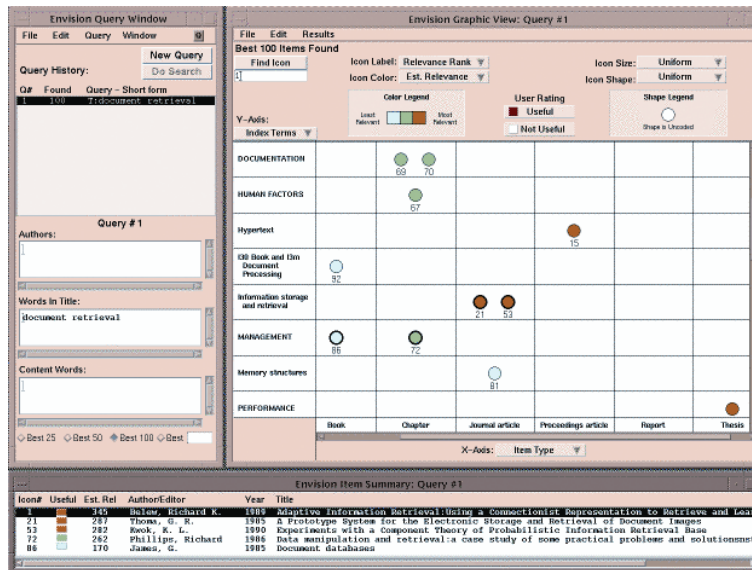 Envision Query Window
File Edit Query Window
New Query
Query History: Do Search
Q# Found Query - Short form
1 100 T:document retrieval
Query #1
Authors:
Words In Title:
document retrieval
Content Words:
Best 25 Best 50 Best 100 Best
Envision Graphic View: Query #1
File Edit Results
Best 100 Items Found
Find Icon
1
Icon Label: Relevance Rank
Icon Color: Est. Relevance
Icon Size: Uniform
Icon Shape: Uniform
Color Legend
Least Relevant
Most Relevant
User Rating
Useful
Not Useful
Shape Legend
Shape is Uncoded
Y-Axis:
Index Terms
DOCUMENTATION
69 70
HUMAN FACTORS
67
Hypertext
15
I30 Book and I3m
Document
Processing
92
Information storage
and retrieval
21 53
MANAGEMENT
86 72
Memory structures
81
PERFORMANCE
Book Chapter Journal article Proceedings article Report Thesis
X-Axis: Item Type
Envision Item Summary: Query #1
Icon# Useful Est. Rel Author/Editor Year Title
1 345 Belew, Richard K. 1989 Adaptive Information Retrieval:Using a Connectionist Representation to Retrieve and Lea
21 287 Thoma, G. R. 1985 A Prototype System for the Electronic Storage and Retrieval of Document Images
53 282 Kwok, K. L. 1990 Experiments with a Component Theory of Probabilistic Information Retrieval Base
72 262 Phillips, Richard 1986 Data manipulation and retrieval:a case study of some practical problems and solutionsnst
86 170 James, G. 1985 Document databases